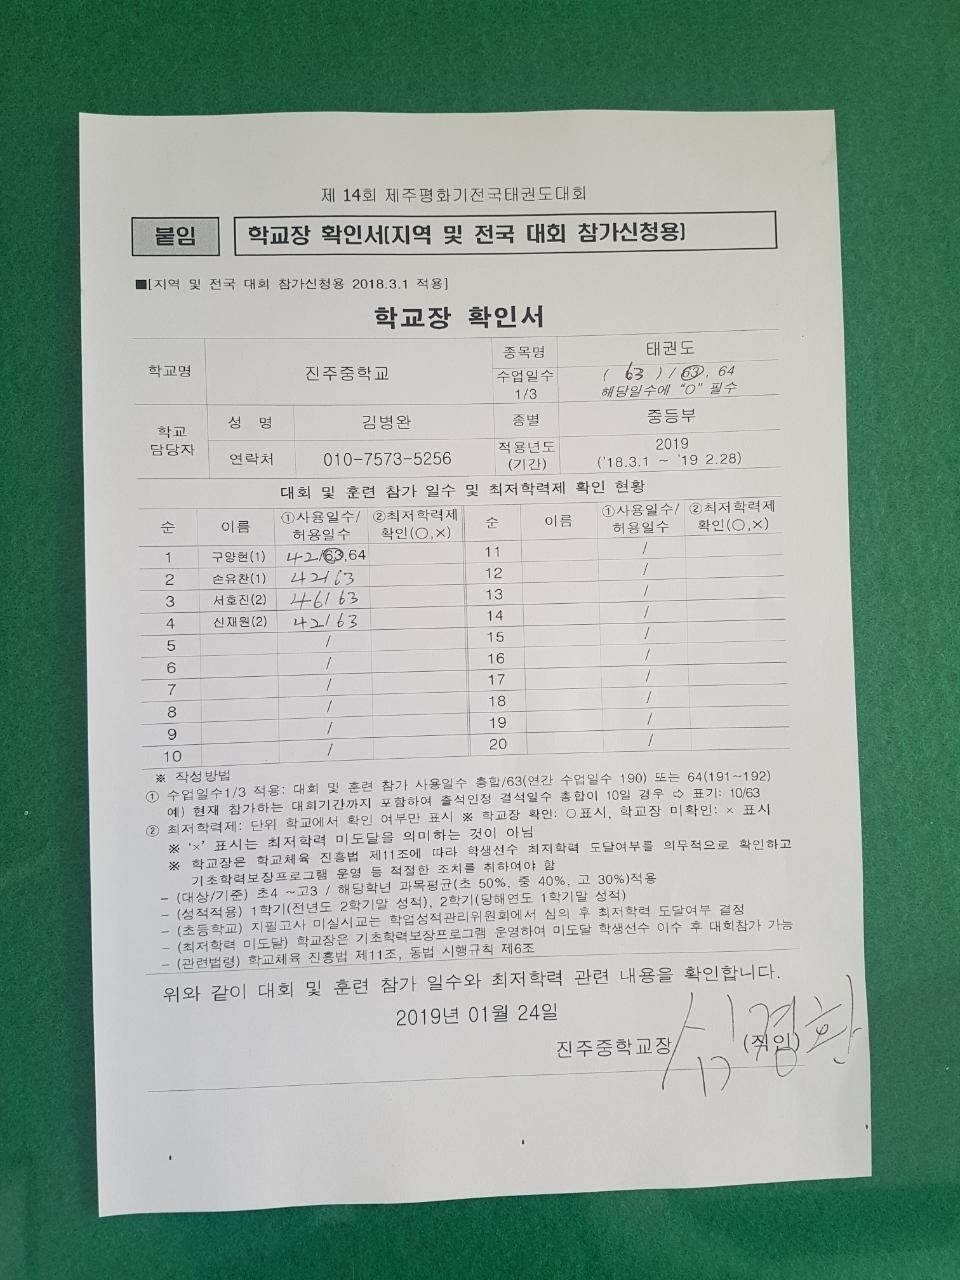 제 14회 제주평화기전국태권도대회
붙임 학교장 확인서[지역 및 전국 대회 참가신청용]
■[지역 및 전국 대회 참가신청용 2018.3.1 적용]
학교장 확인서
학교명 진주중학교 종목명 태권도
수업일수 1/3 ( 63 ) / 63, 64
해당일수에 "O" 필수
학교 담당자 성 명 김병완 종별 중등부
연락처 010-7573-5256 적용년도 (기간) 2019
('18.3.1 ~ '19 2.28)
대회 및 훈련 참가 일수 및 최저학력제 확인 현황
순 이름 ①사용일수/허용일수 ②최저학력제 확인(○,×) 순 이름 ①사용일수/허용일수 ②최저학력제 확인(○,×)
1 구양현(1) 42/63,64 11 /
2 손유찬(1) 42/63 12 /
3 서호진(2) 46/63 13 /
4 신재원(2) 42/63 14 /
5 / 15 /
6 / 16 /
7 / 17 /
8 / 18 /
9 / 19 /
10 / 20 /
※ 작성방법
① 수업일수1/3 적용: 대회 및 훈련 참가 사용일수 총합/63(연간 수업일수 190) 또는 64(191~192)
예) 현재 참가하는 대회기간까지 포함하여 출석인정 결석일수 총합이 10일 경우 ⇨ 표기: 10/63
② 최저학력제: 단위 학교에서 확인 여부만 표시 ※ 학교장 확인: ○표시, 학교장 미확인: × 표시
※ '×' 표시는 최저학력 미도달을 의미하는 것이 아님
※ 학교장은 학교체육 진흥법 제11조에 따라 학생선수 최저학력 도달여부를 의무적으로 확인하고
기초학력보장프로그램 운영 등 적절한 조치를 취하여야 함
- (대상/기준) 초4 ~고3 / 해당학년 과목평균(초 50%, 중 40%, 고 30%)적용
- (성적적용) 1학기(전년도 2학기말 성적), 2학기(당해연도 1학기말 성적)
- (초등학교) 지필고사 미실시교는 학업성적관리위원회에서 심의 후 최저학력 도달여부 결정
- (최저학력 미도달) 학교장은 기초학력보장프로그램 운영하여 미도달 학생선수 이수 후 대회참가 가능
- (관련법령) 학교체육 진흥법 제11조, 동법 시행규칙 제6조
위와 같이 대회 및 훈련 참가 일수와 최저학력 관련 내용을 확인합니다.
2019년 01월 24일
진주중학교장 심경환 (직인)